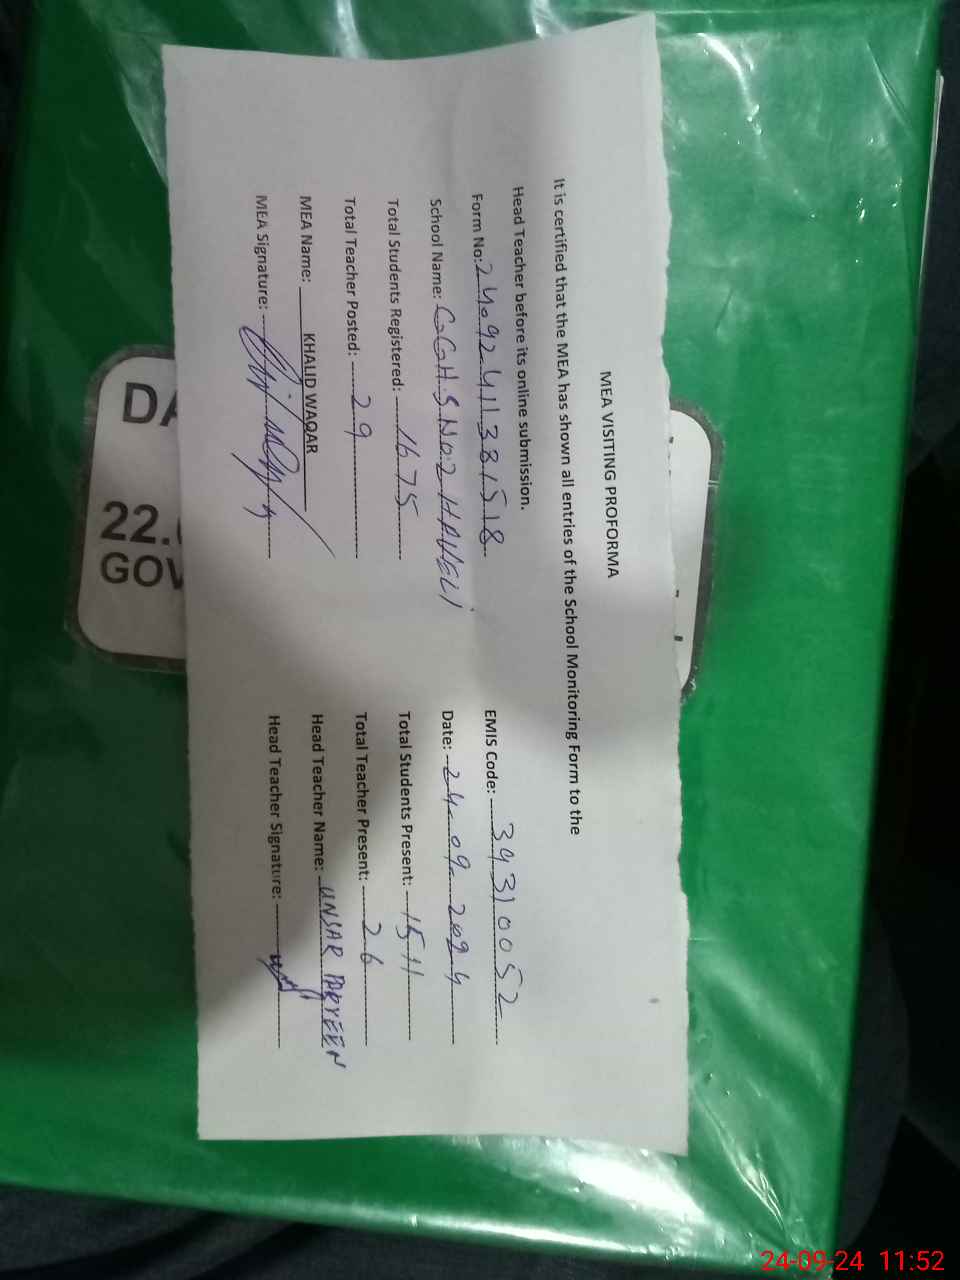 MEA VISITING PROFORMA
It is certified that the MEA has shown all entries of the School Monitoring Form to the
Head Teacher before its online submission.
Form No: 24092411381518 EMIS Code: 39310052
School Name: GGHS No.2 HAVELI Date: 24-09-2024
Total Students Registered: 1675 Total Students Present: 1511
Total Teacher Posted: 29 Total Teacher Present: 26
MEA Name: KHALID WAQAR Head Teacher Name: UNSAR PARVEEN
MEA Signature: Head Teacher Signature:
DA
22.
GOV
24-09-24 11:52